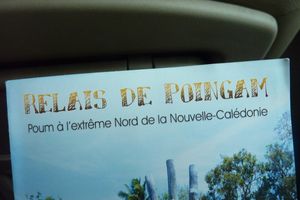 RELAIS DE POINGAM
Poum à l'extrême Nord de la Nouvelle-Calédonie